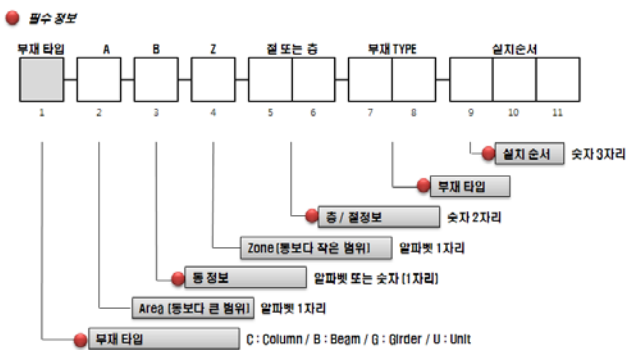 필수 정보
부재 타입 A B Z 절 또는 층 부재 TYPE 설치순서
1 2 3 4 5 6 7 8 9 10 11
설치 순서 숫자 3자리
부재 타입
층 / 절정보 숫자 2자리
Zone (동보다 작은 범위) 알파벳 1자리
동 정보 알파벳 또는 숫자 (1자리)
Area (동보다 큰 범위) 알파벳 1자리
부재 타입 C : Column / B : Beam / G : Girder / U : Unit